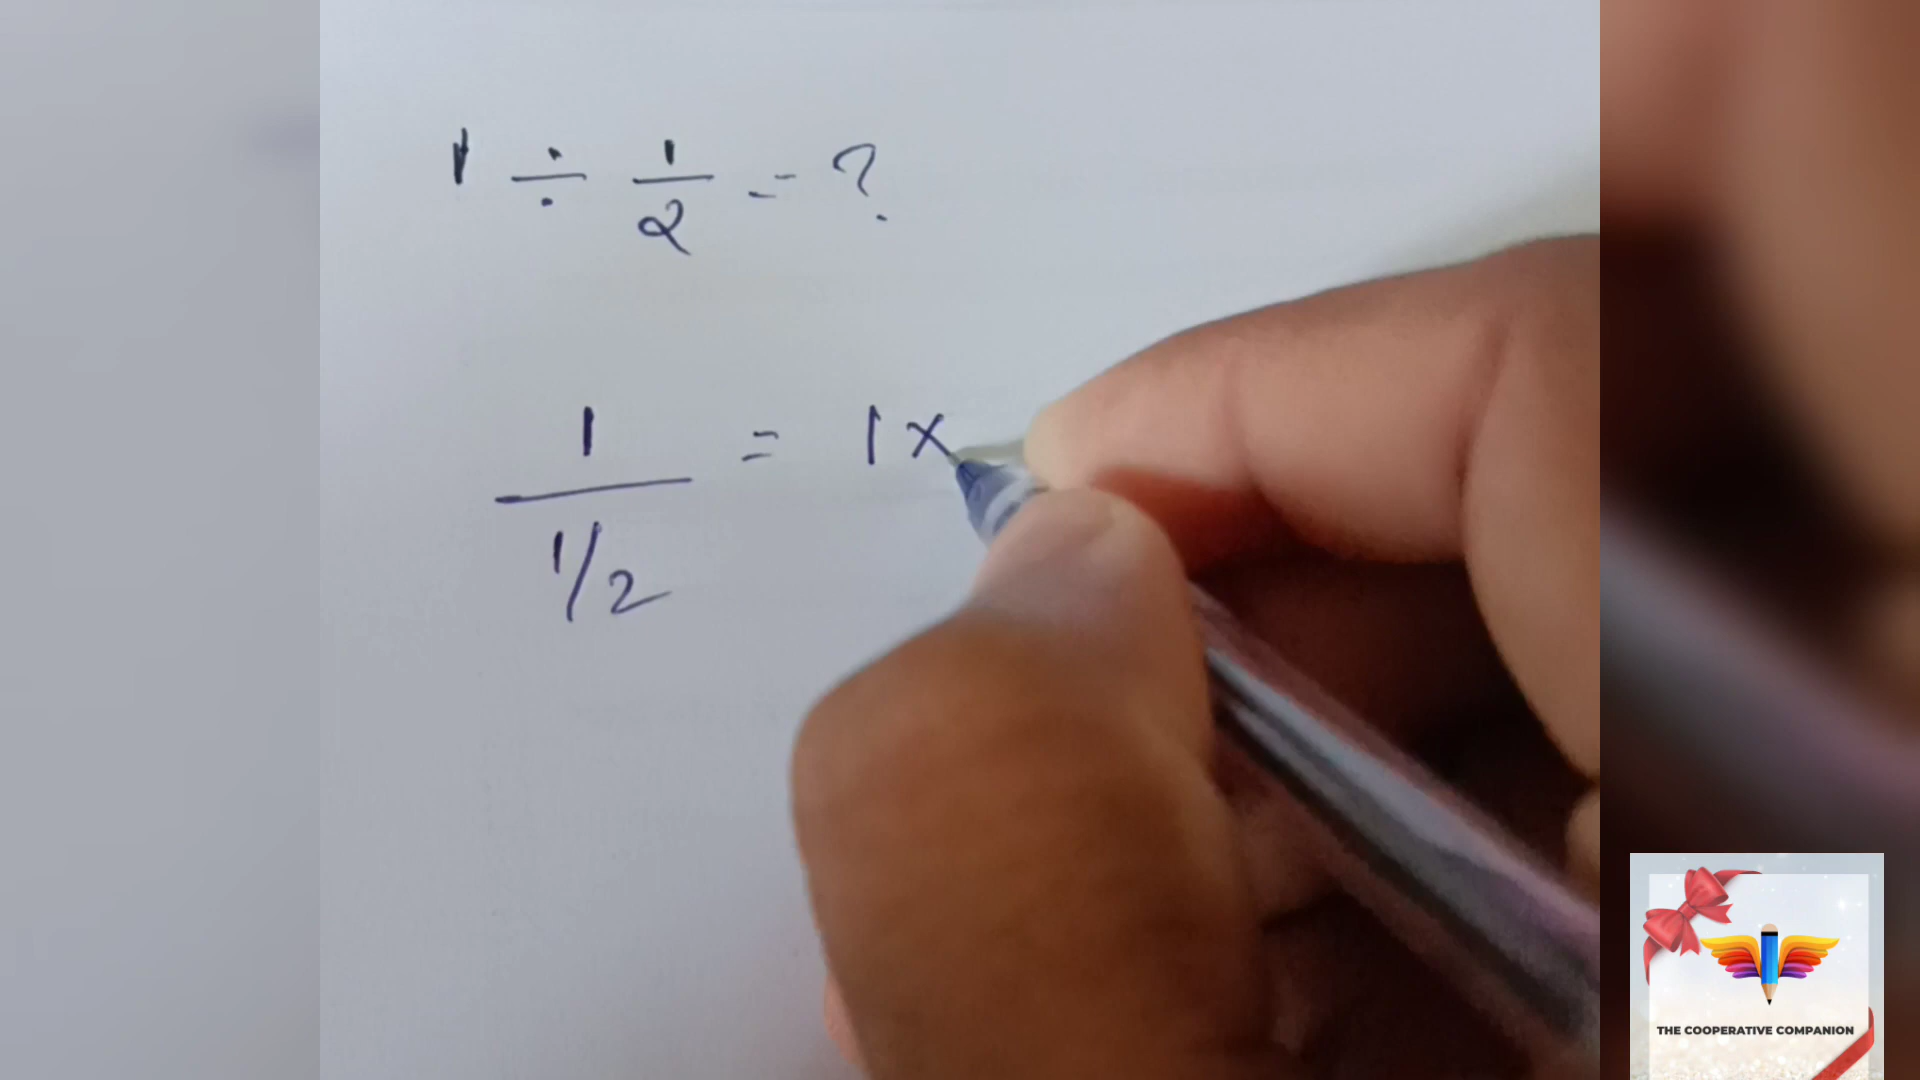 1 ÷ 1/2 = ?
1 / 1/2 = 1 ×
THE COOPERATIVE COMPANION